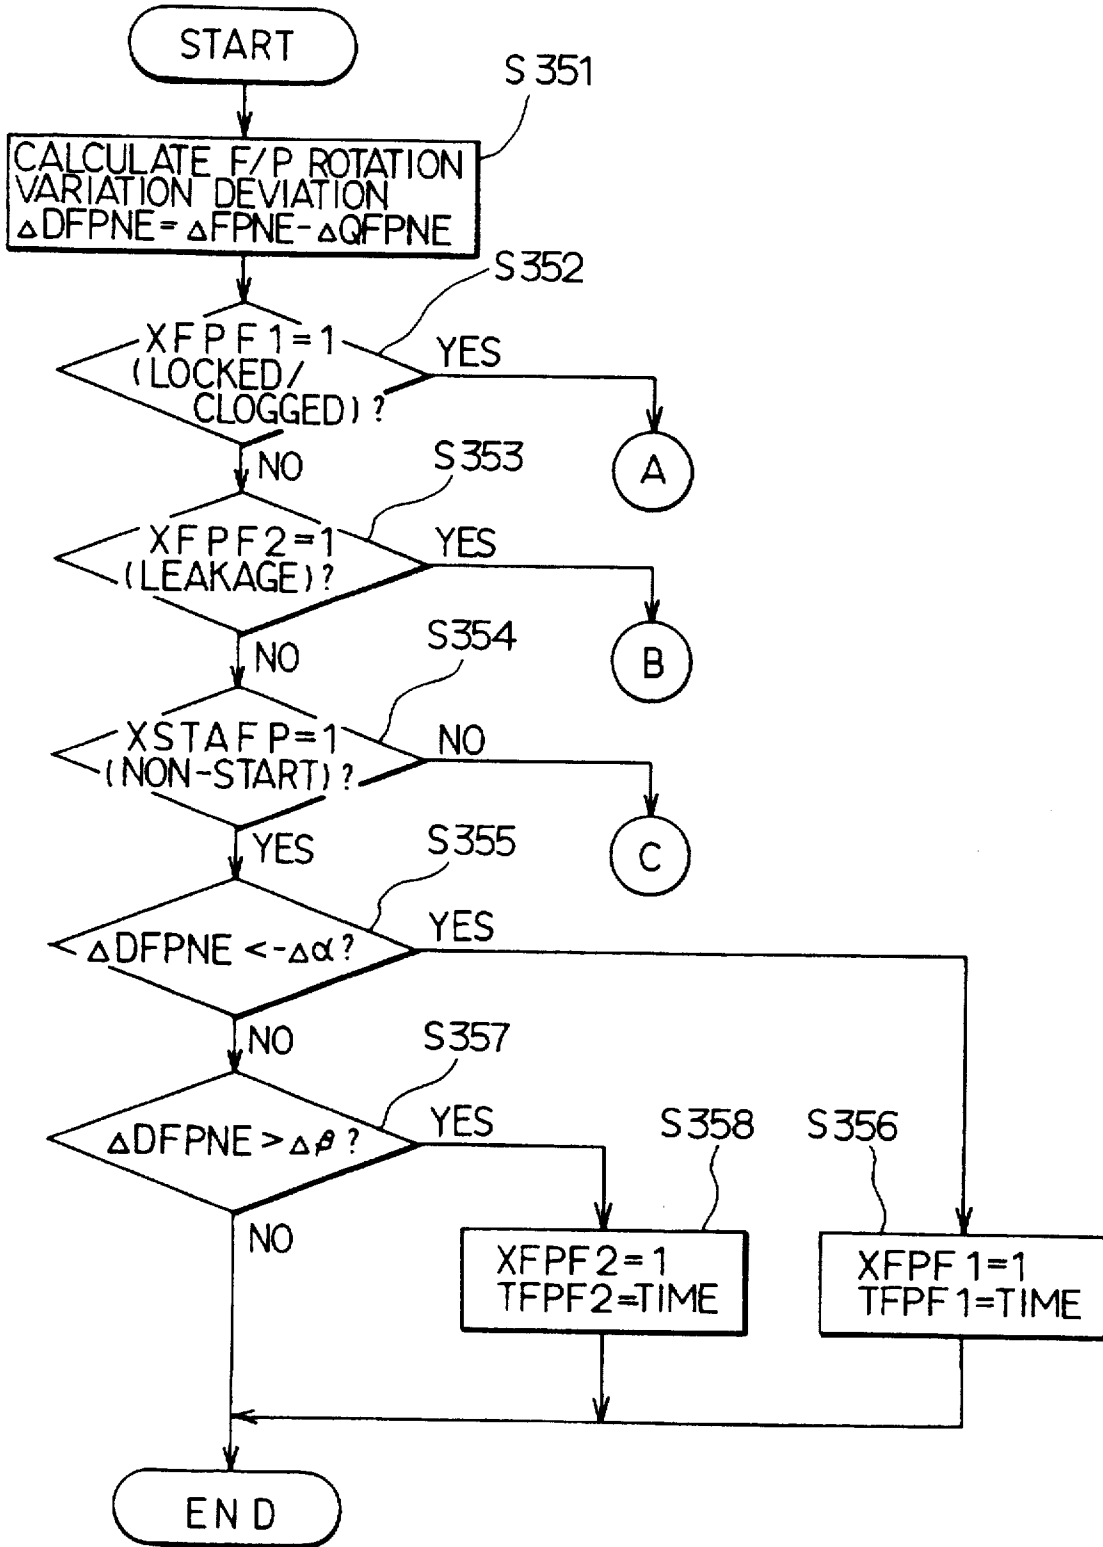 START
S351
CALCULATE F/P ROTATION
VARIATION DEVIATION
ΔDFPNE=ΔFPNE-ΔQFPNE
S352
XFPF1=1
(LOCKED/
CLOGGED)?
YES
A
NO
S353
XFPF2=1
(LEAKAGE)?
YES
B
NO
S354
XSTAFP=1
(NON-START)?
NO
C
YES
S355
ΔDFPNE<-Δα?
YES
NO
S357
ΔDFPNE>Δβ?
YES
NO
S358
XFPF2=1
TFPF2=TIME
S356
XFPF1=1
TFPF1=TIME
END